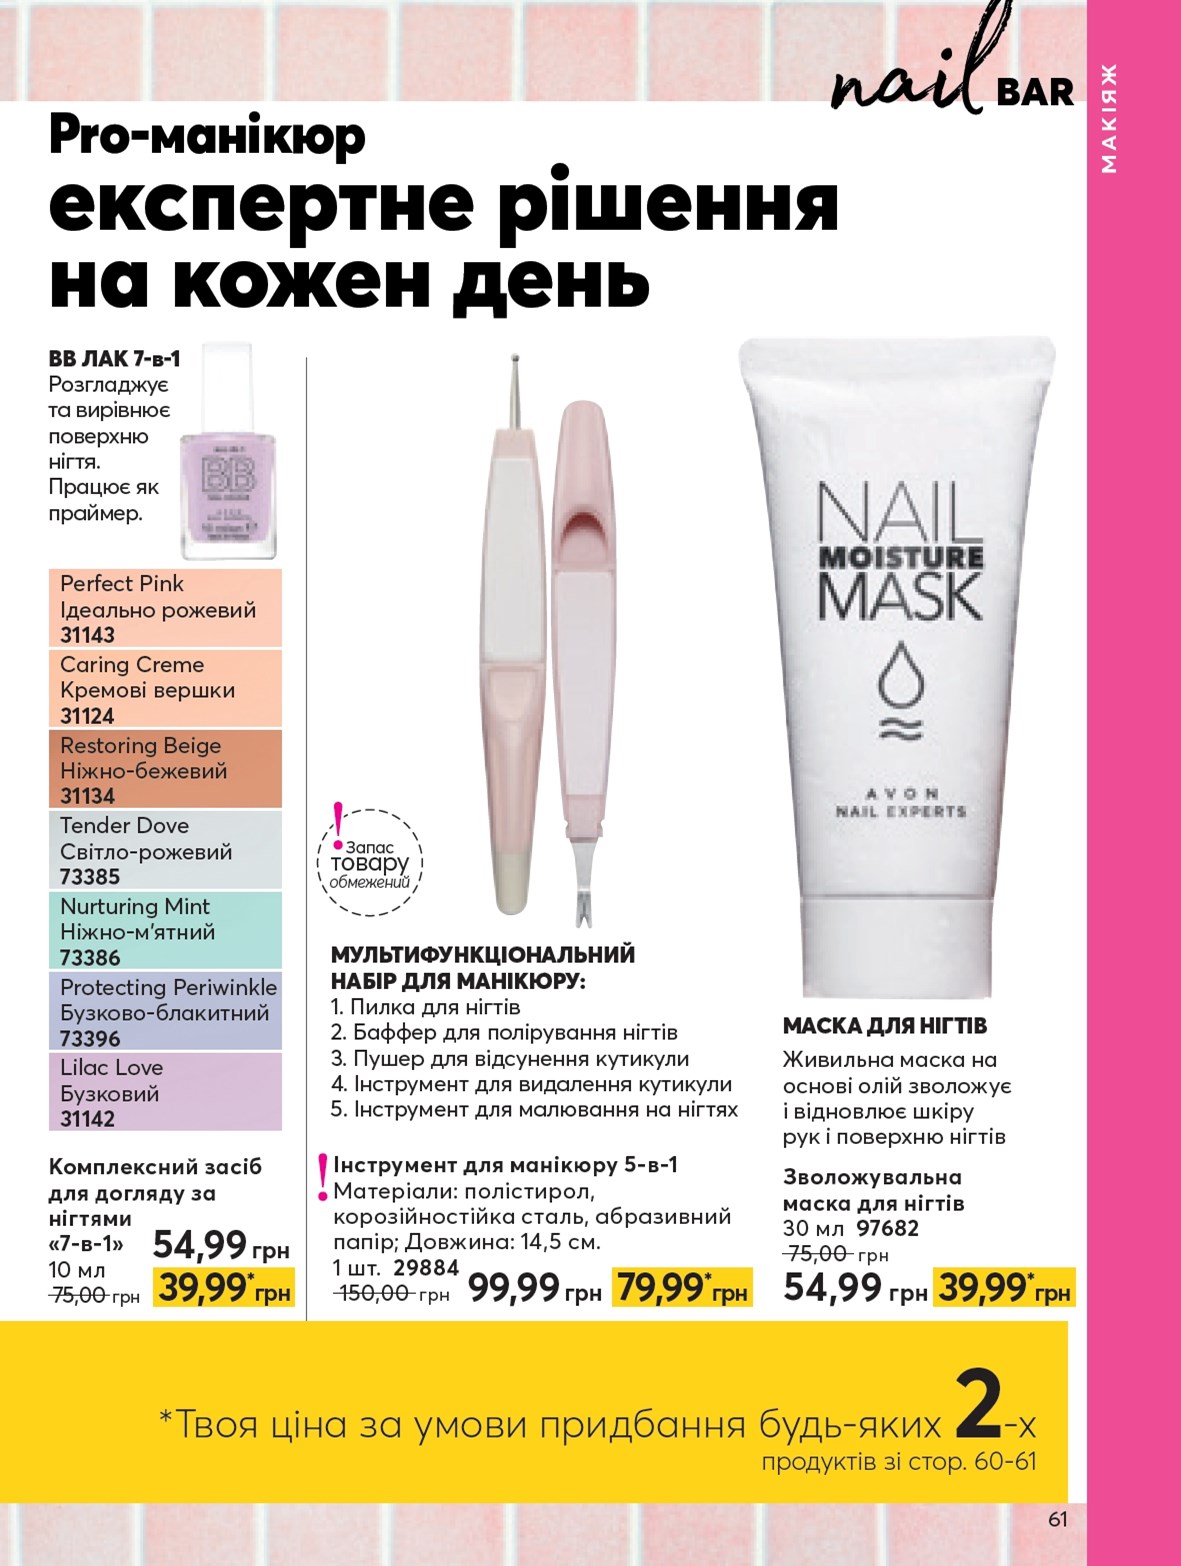 nail BAR
МАКІЯЖ
Pro-манікюр
експертне рішення
на кожен день
BB ЛАК 7-в-1
Розгладжує
та вирівнює
поверхню
нігтя.
Працює як
праймер.
BB
Perfect Pink
Ідеально рожевий
31143
Caring Creme
Кремові вершки
31124
Restoring Beige
Ніжно-бежевий
31134
Tender Dove
Світло-рожевий
73385
Nurturing Mint
Ніжно-м'ятний
73386
Protecting Periwinkle
Бузково-блакитний
73396
Lilac Love
Бузковий
31142
Комплексний засіб
для догляду за
нігтями
«7-в-1»
10 мл
75,00 грн
54,99 грн
39,99* грн
! Запас
товару
обмежений
МУЛЬТИФУНКЦІОНАЛЬНИЙ
НАБІР ДЛЯ МАНІКЮРУ:
1. Пилка для нігтів
2. Баффер для полірування нігтів
3. Пушер для відсунення кутикули
4. Інструмент для видалення кутикули
5. Інструмент для малювання на нігтях
! Інструмент для манікюру 5-в-1
Матеріали: полістирол,
корозійностійка сталь, абразивний
папір; Довжина: 14,5 см.
1 шт. 29884
150,00 грн 99,99 грн 79,99* грн
NAIL
MOISTURE
MASK
AVON
NAIL EXPERTS
МАСКА ДЛЯ НІГТІВ
Живильна маска на
основі олій зволожує
і відновлює шкіру
рук і поверхню нігтів
Зволожувальна
маска для нігтів
30 мл 97682
75,00 грн
54,99 грн 39,99* грн
*Твоя ціна за умови придбання будь-яких 2-х
продуктів зі стор. 60-61
61